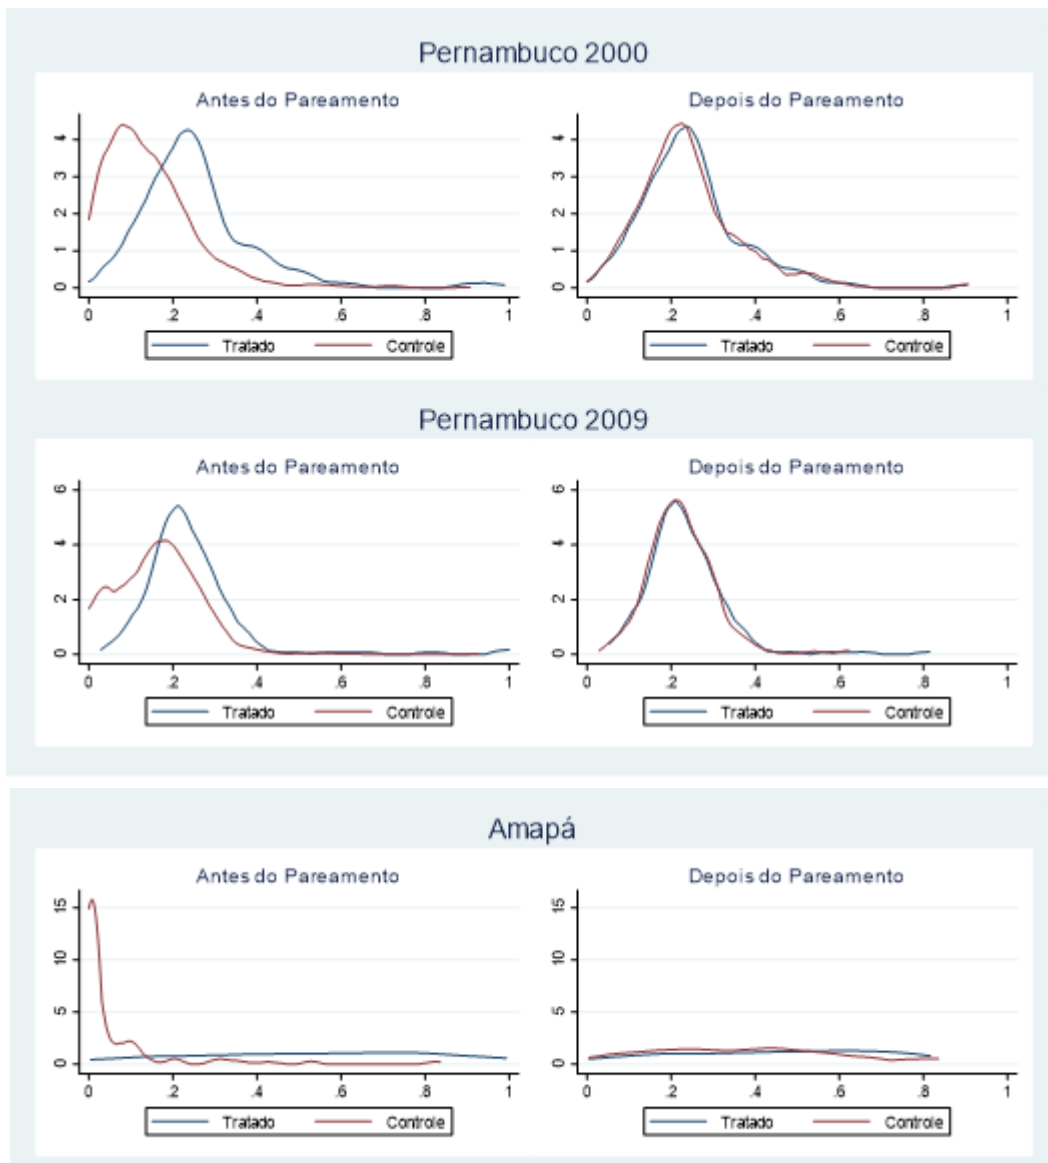 Pernambuco 2000
Antes do Pareamento
Depois do Pareamento
0 1 2 3 4
0 .2 .4 .6 .8 1
Tratado Controle
0 1 2 3 4
0 .2 .4 .6 .8 1
Tratado Controle
Pernambuco 2009
Antes do Pareamento
Depois do Pareamento
0 2 4 6
0 .2 .4 .6 .8 1
Tratado Controle
0 2 4 6
0 .2 .4 .6 .8 1
Tratado Controle
Amapá
Antes do Pareamento
Depois do Pareamento
0 5 10 15
0 .2 .4 .6 .8 1
Tratado Controle
0 5 10 15
0 .2 .4 .6 .8 1
Tratado Controle